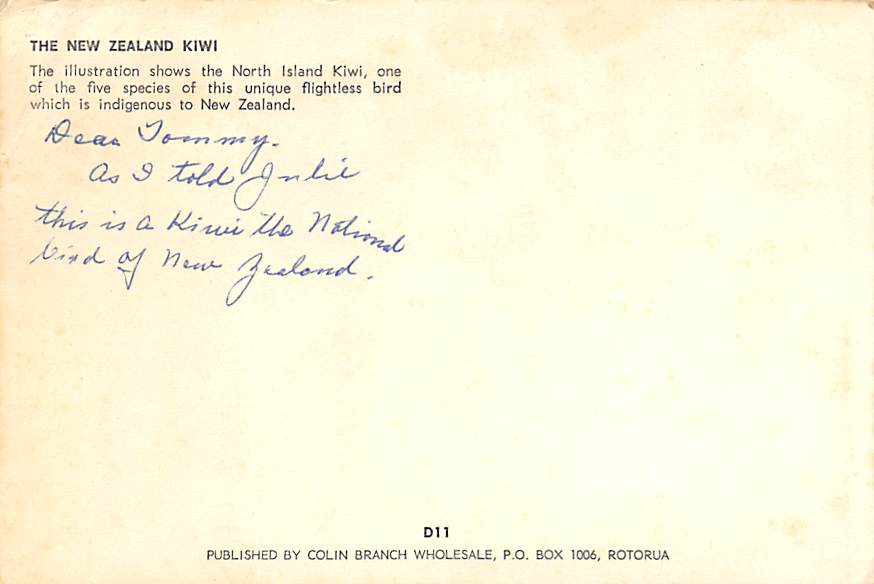 THE NEW ZEALAND KIWI
The illustration shows the North Island Kiwi, one
of the five species of this unique flightless bird
which is indigenous to New Zealand.
Dear Tommy.
As I told Julie
this is a Kiwi the National
bird of New Zealand.
D11
PUBLISHED BY COLIN BRANCH WHOLESALE, P.O. BOX 1006, ROTORUA